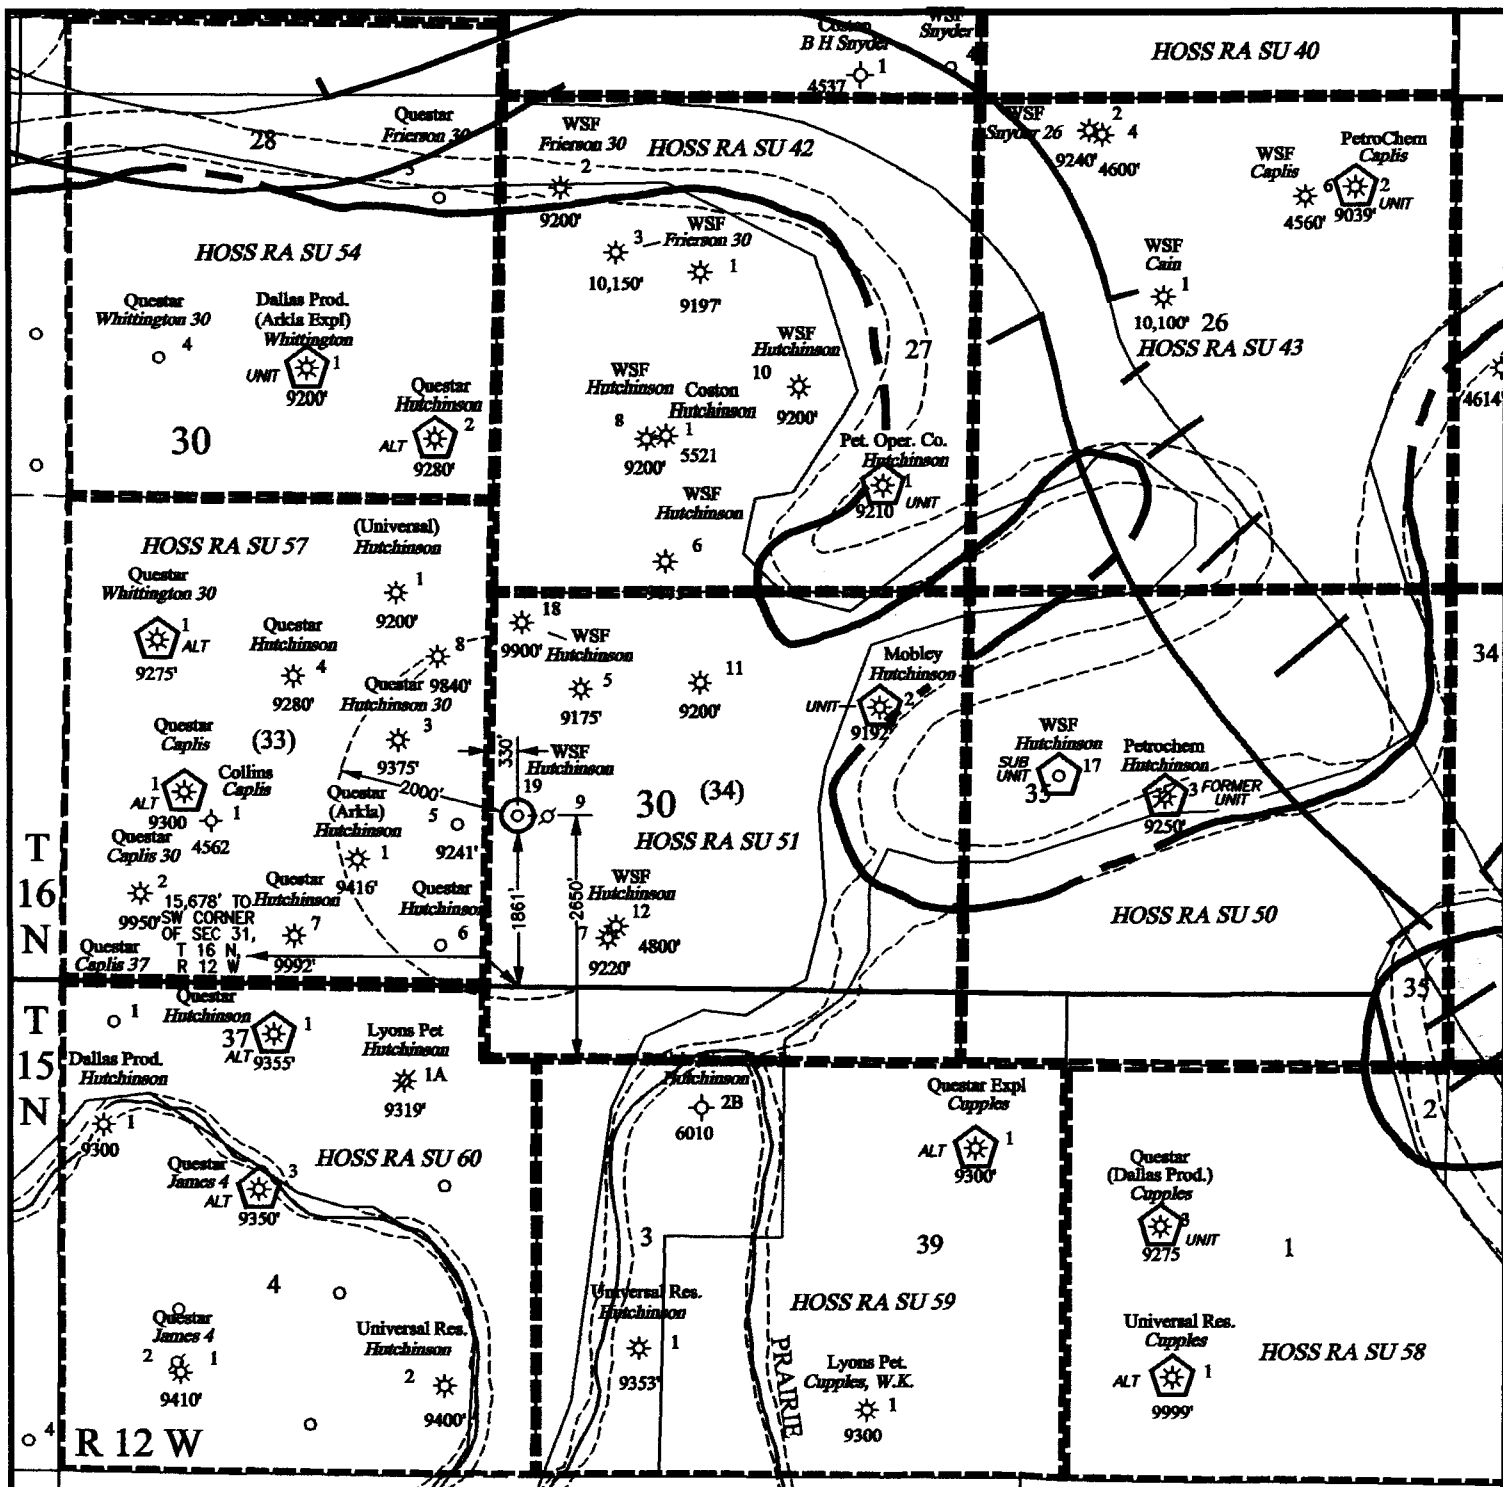 Coston
B H Snyder
1
4537'
WSF
Snyder
4
HOSS RA SU 40
28
Questar
Frierson 30
3
WSF
Frierson 30
2
9200'
HOSS RA SU 42
WSF
Snyder 26
2
4
9240'
4600'
WSF
Caplis
6
4560'
PetroChem
Caplis
2
UNIT
9039'
HOSS RA SU 54
3
WSF
Frierson 30
10,150'
1
9197'
WSF
Cain
1
10,100'
26
HOSS RA SU 43
Questar
Whittington 30
4
Dallas Prod.
(Arkla Expl)
Whittington
UNIT
1
9200'
WSF
Hutchinson
10
9200'
27
4614'
Questar
Hutchinson
ALT
2
9280'
30
WSF
Hutchinson
8
9200'
Coston
Hutchinson
1
5521
Pet. Oper. Co.
Hutchinson
1
9210
UNIT
WSF
Hutchinson
6
HOSS RA SU 57
(Universal)
Hutchinson
1
9200'
Questar
Whittington 30
1
ALT
9275'
Questar
Hutchinson
4
9280'
8
9840'
18
9900'
WSF
Hutchinson
5
9175'
11
9200'
Mobley
Hutchinson
UNIT
2
9192'
34
Questar
Hutchinson 30
3
9375'
Questar
Caplis
1
ALT
9300
(33)
Collins
Caplis
1
4562
330'
WSF
Hutchinson
19
9
2000'
30
(34)
HOSS RA SU 51
WSF
Hutchinson
SUB
UNIT
17
35
Petrochem
Hutchinson
3
FORMER
UNIT
9250'
Questar
(Arkla)
Hutchinson
1
9416'
5
9241'
Questar
Caplis 30
2
9950'
15,678' TO
SW CORNER
OF SEC 31,
T 16 N,
R 12 W
Questar
Hutchinson
7
9992'
Questar
Hutchinson
6
1861'
2650'
WSF
Hutchinson
12
7
4800'
9220'
HOSS RA SU 50
T
16
N
Questar
Caplis 37
1
35
T
15
N
Questar
Hutchinson
37
ALT
1
9355'
Lyons Pet
Hutchinson
1A
9319'
Dallas Prod.
Hutchinson
1
9300
Hutchinson
2B
6010
Questar Expl
Cupples
ALT
1
9300'
2
HOSS RA SU 60
Questar
James 4
ALT
3
9350'
Questar
(Dallas Prod.)
Cupples
3
UNIT
9275
1
3
39
4
HOSS RA SU 59
Universal Res.
Hutchinson
1
9353'
Questar
James 4
2
1
9410'
Universal Res.
Hutchinson
2
9400'
PRAIRIE
Lyons Pet.
Cupples, W.K.
1
9300
Universal Res.
Cupples
ALT
1
9999'
HOSS RA SU 58
4
R 12 W